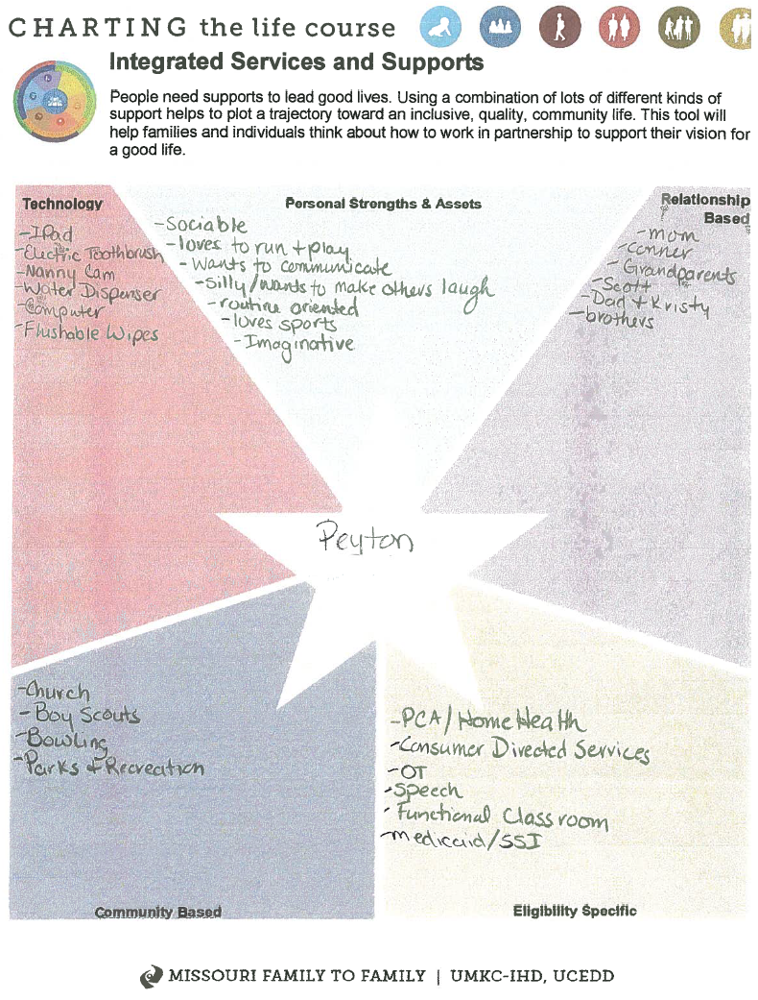 CHARTING the life course
Integrated Services and Supports
People need supports to lead good lives. Using a combination of lots of different kinds of
support helps to plot a trajectory toward an inclusive, quality, community life. This tool will
help families and individuals think about how to work in partnership to support their vision for
a good life.
Technology
-IPad
-Electric Toothbrush
-Nanny Cam
-Water Dispenser
-Computer
-Flushable Wipes
Personal Strengths & Assets
-Sociable
-loves to run + play
-Wants to communicate
-Silly/wants to make others laugh
-routine oriented
-loves sports
-Imaginative
Relationship
Based
-mom
-Conner
-Grandparents
-Scott
-Dad + Kristy
-brothers
Peyton
-Church
-Boy Scouts
-Bowling
-Parks & Recreation
Community Based
-PCA/Home Health
-Consumer Directed Services
-OT
-Speech
-Functional Classroom
-medicaid/SSI
Eligibility Specific
MISSOURI FAMILY TO FAMILY | UMKC-IHD, UCEDD